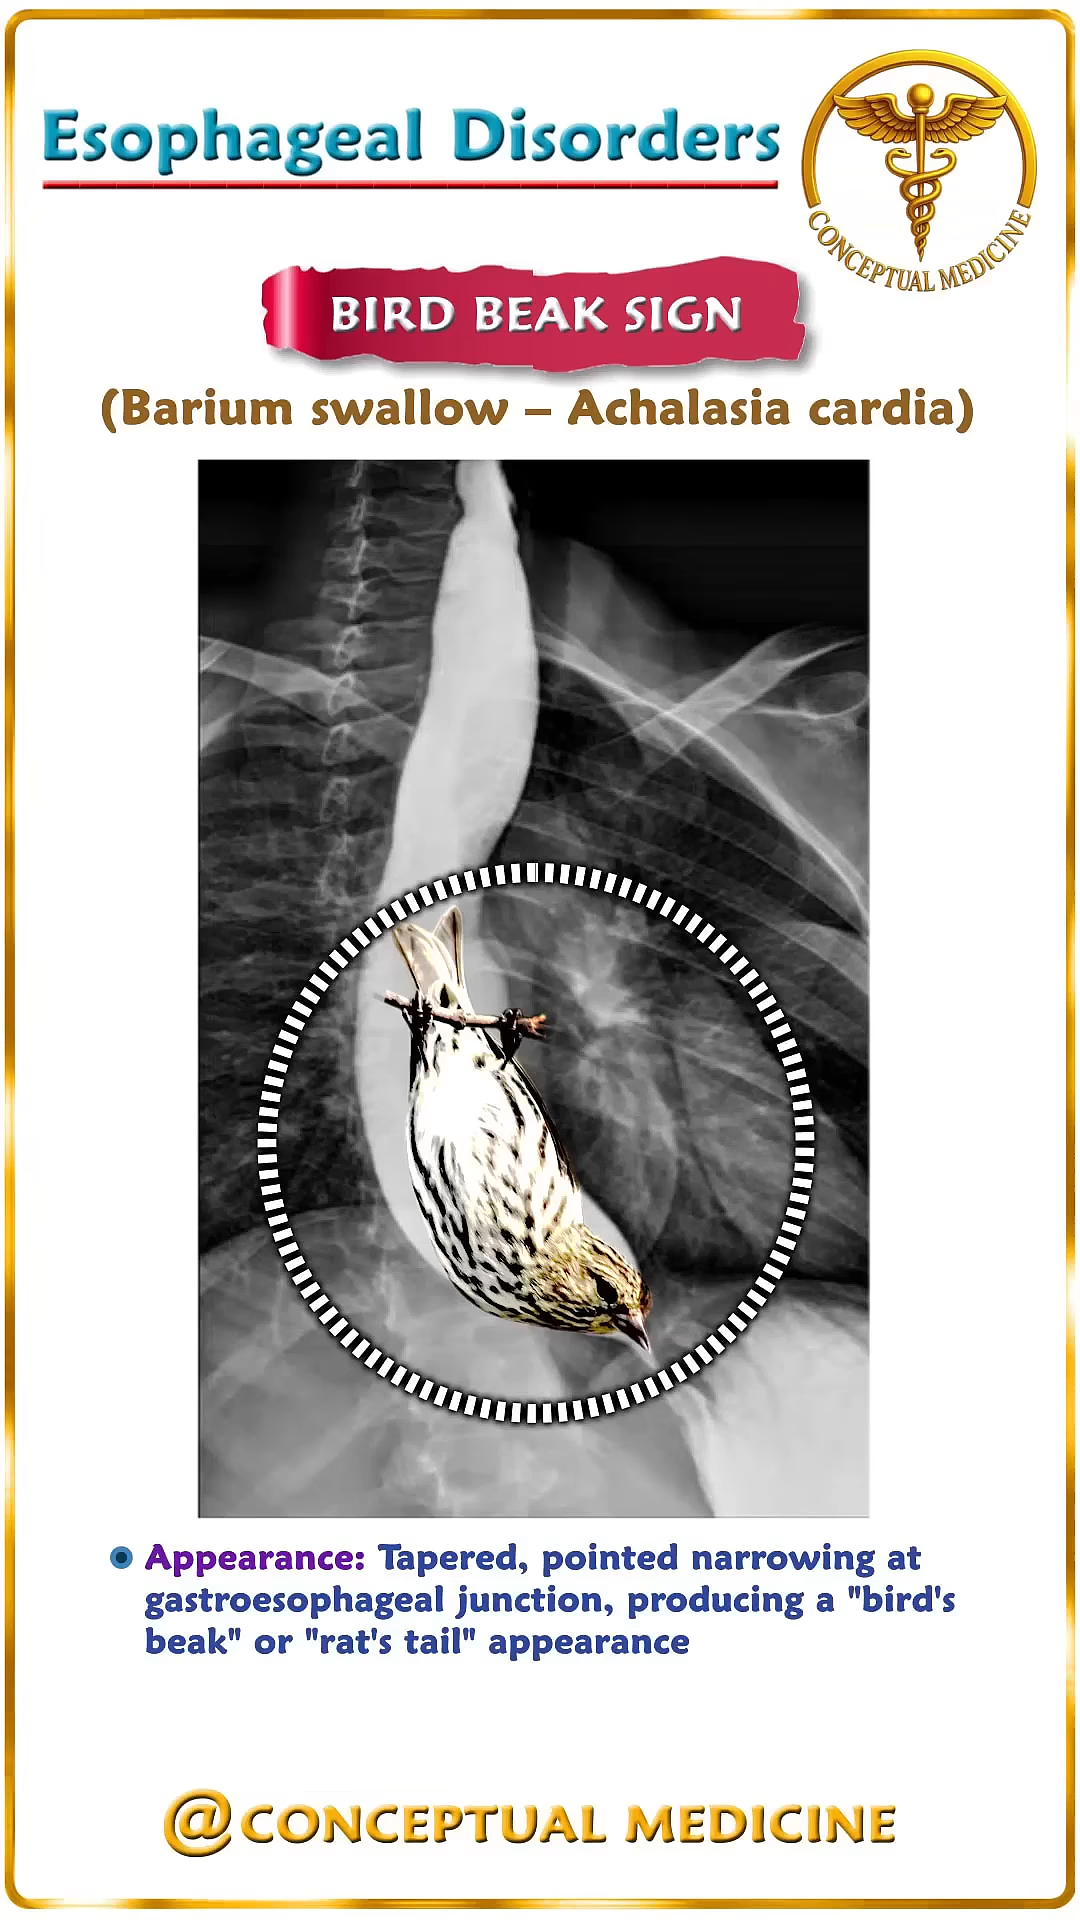 Esophageal Disorders
CONCEPTUAL MEDICINE
BIRD BEAK SIGN
(Barium swallow – Achalasia cardia)
Appearance: Tapered, pointed narrowing at
gastroesophageal junction, producing a "bird's
beak" or "rat's tail" appearance
@CONCEPTUAL MEDICINE